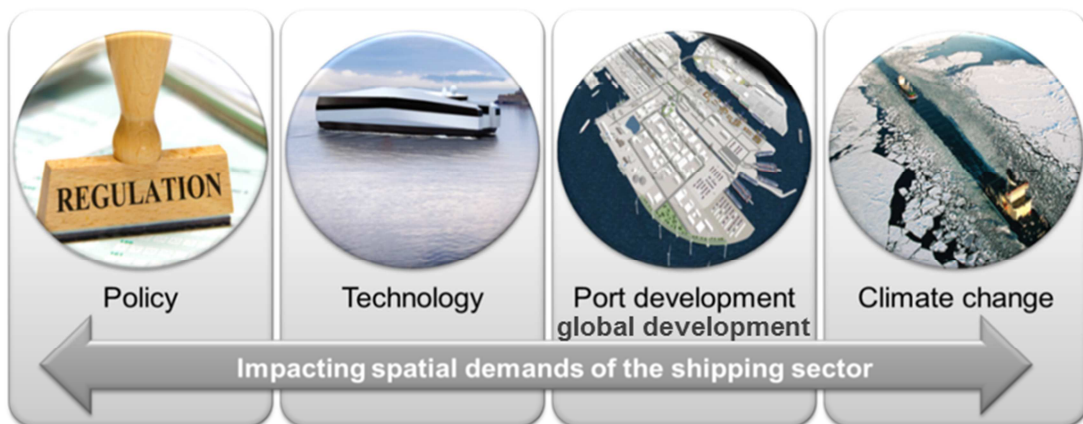 REGULATION
Policy
Technology
Port development
global development
Climate change
Impacting spatial demands of the shipping sector